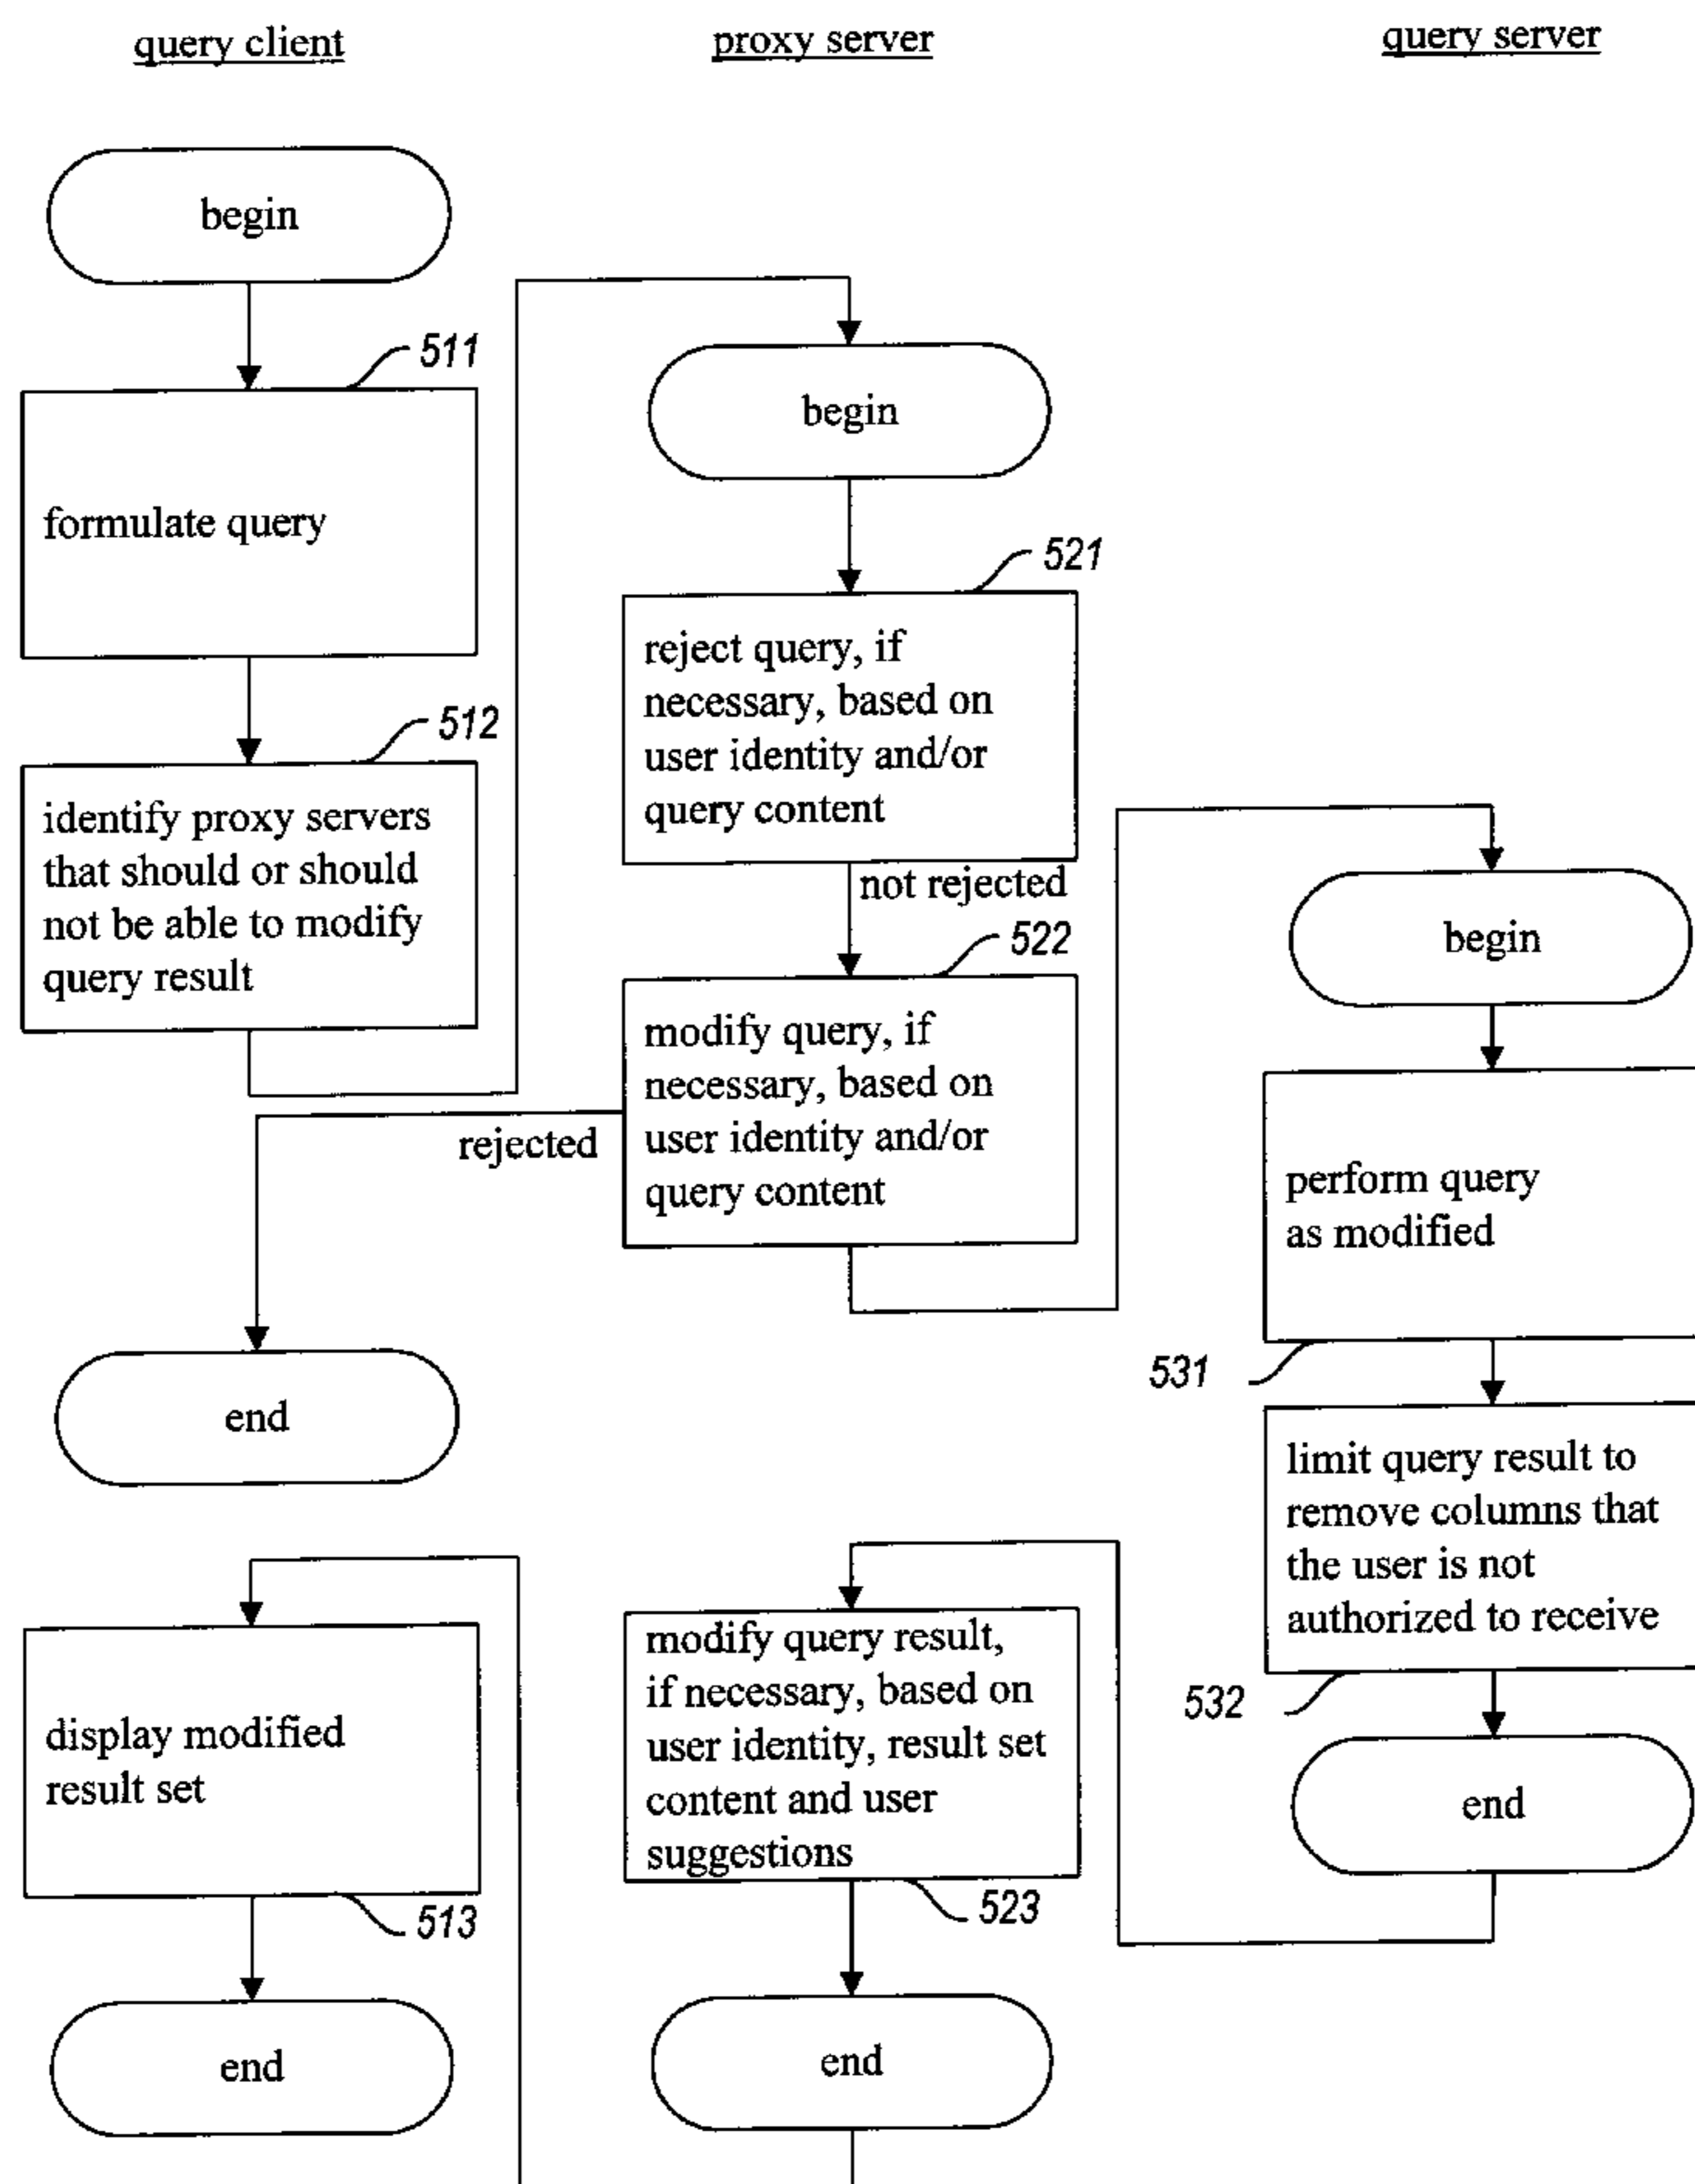 query client
proxy server
query server
begin
511
formulate query
512
identify proxy servers
that should or should
not be able to modify
query result
begin
521
reject query, if
necessary, based on
user identity and/or
query content
not rejected
522
modify query, if
necessary, based on
user identity and/or
query content
rejected
end
begin
perform query
as modified
531
limit query result to
remove columns that
the user is not
authorized to receive
532
end
modify query result,
if necessary, based on
user identity, result set
content and user
suggestions
523
end
display modified
result set
513
end